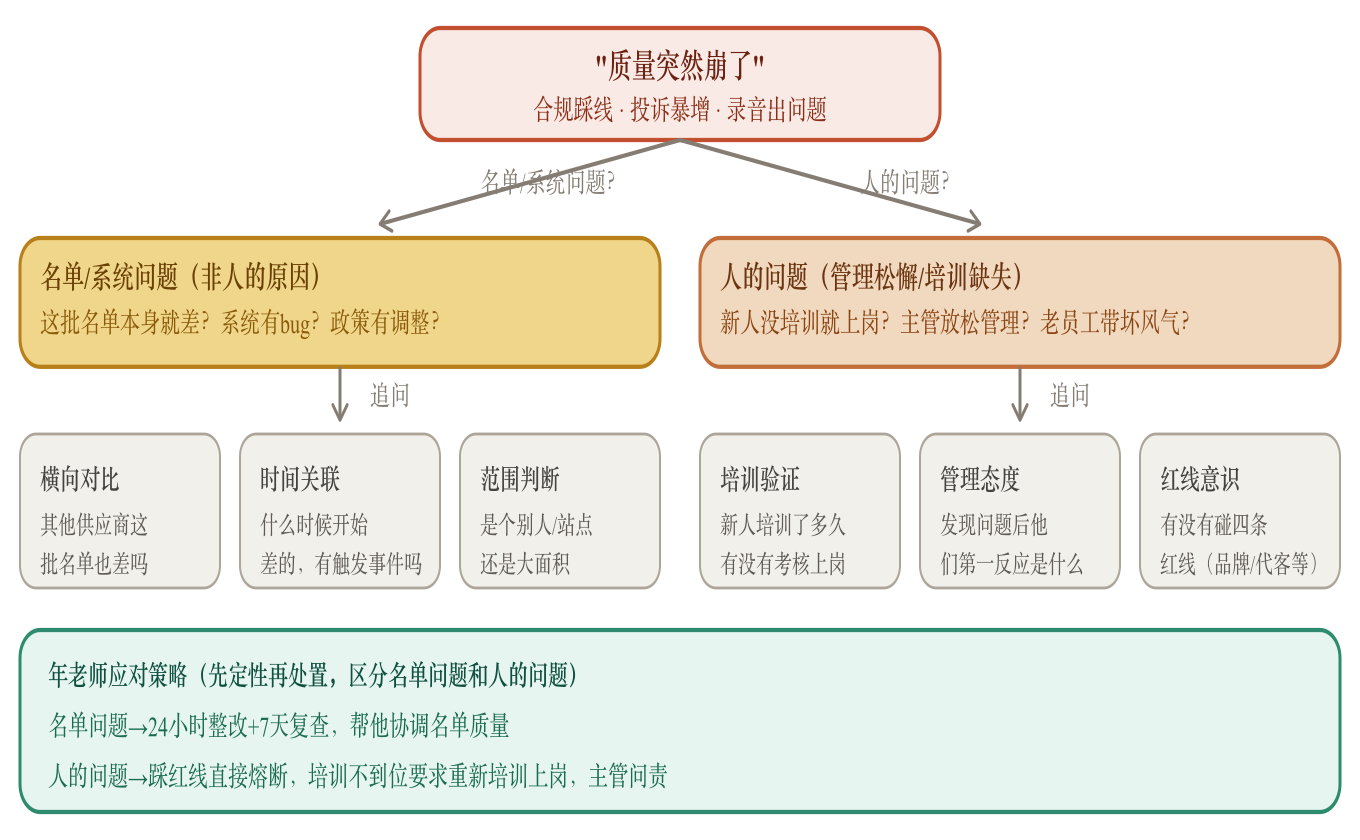 "质量突然崩了"
合规踩线 · 投诉暴增 · 录音出问题
名单/系统问题?
人的问题?
名单/系统问题（非人的原因）
这批名单本身就差？系统有bug？政策有调整？
人的问题（管理松懈/培训缺失）
新人没培训就上岗？主管放松管理？老员工带坏风气？
追问
追问
横向对比
其他供应商这
批名单也差吗
时间关联
什么时候开始
差的，有触发事件吗
范围判断
是个别人/站点
还是大面积
培训验证
新人培训了多久
有没有考核上岗
管理态度
发现问题后他
们第一反应是什么
红线意识
有没有碰四条
红线（品牌/代客等）
年老师应对策略（先定性再处置，区分名单问题和人的问题）
名单问题→24小时整改+7天复查，帮他协调名单质量
人的问题→踩红线直接熔断，培训不到位要求重新培训上岗，主管问责